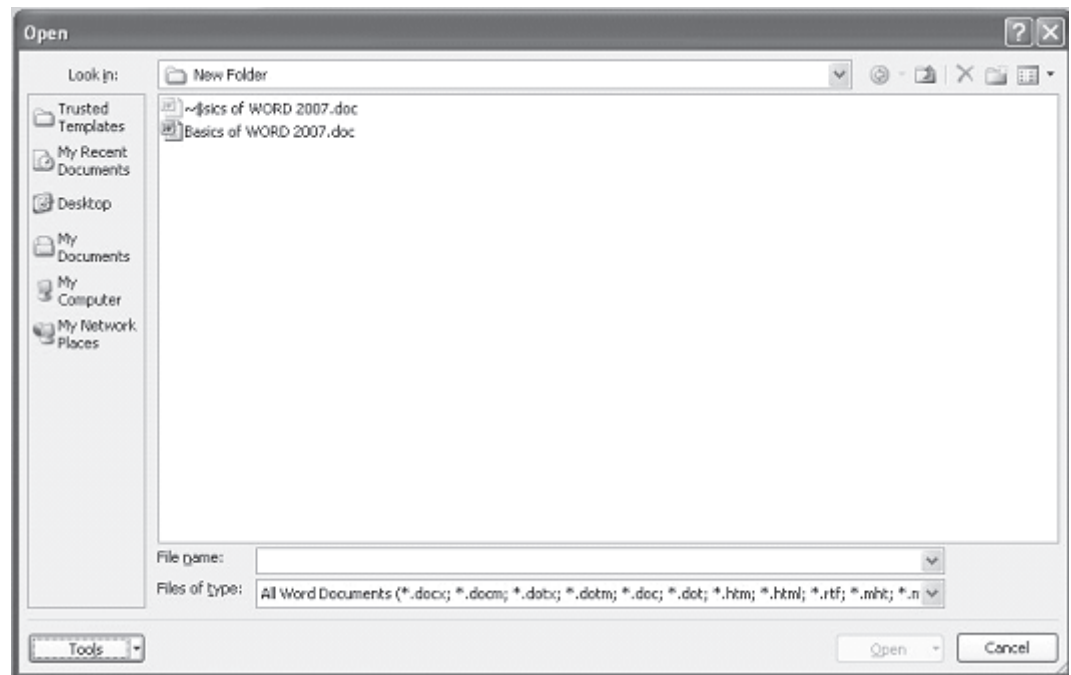 Open
Look in:
New Folder
Trusted
Templates
My Recent
Documents
Desktop
My
Documents
My
Computer
My Network
Places
~$sics of WORD 2007.doc
Basics of WORD 2007.doc
File name:
Files of type:
All Word Documents (*.docx; *.docm; *.dotx; *.dotm; *.doc; *.dot; *.htm; *.html; *.rtf; *.mht; *.n
Tools
Open
Cancel